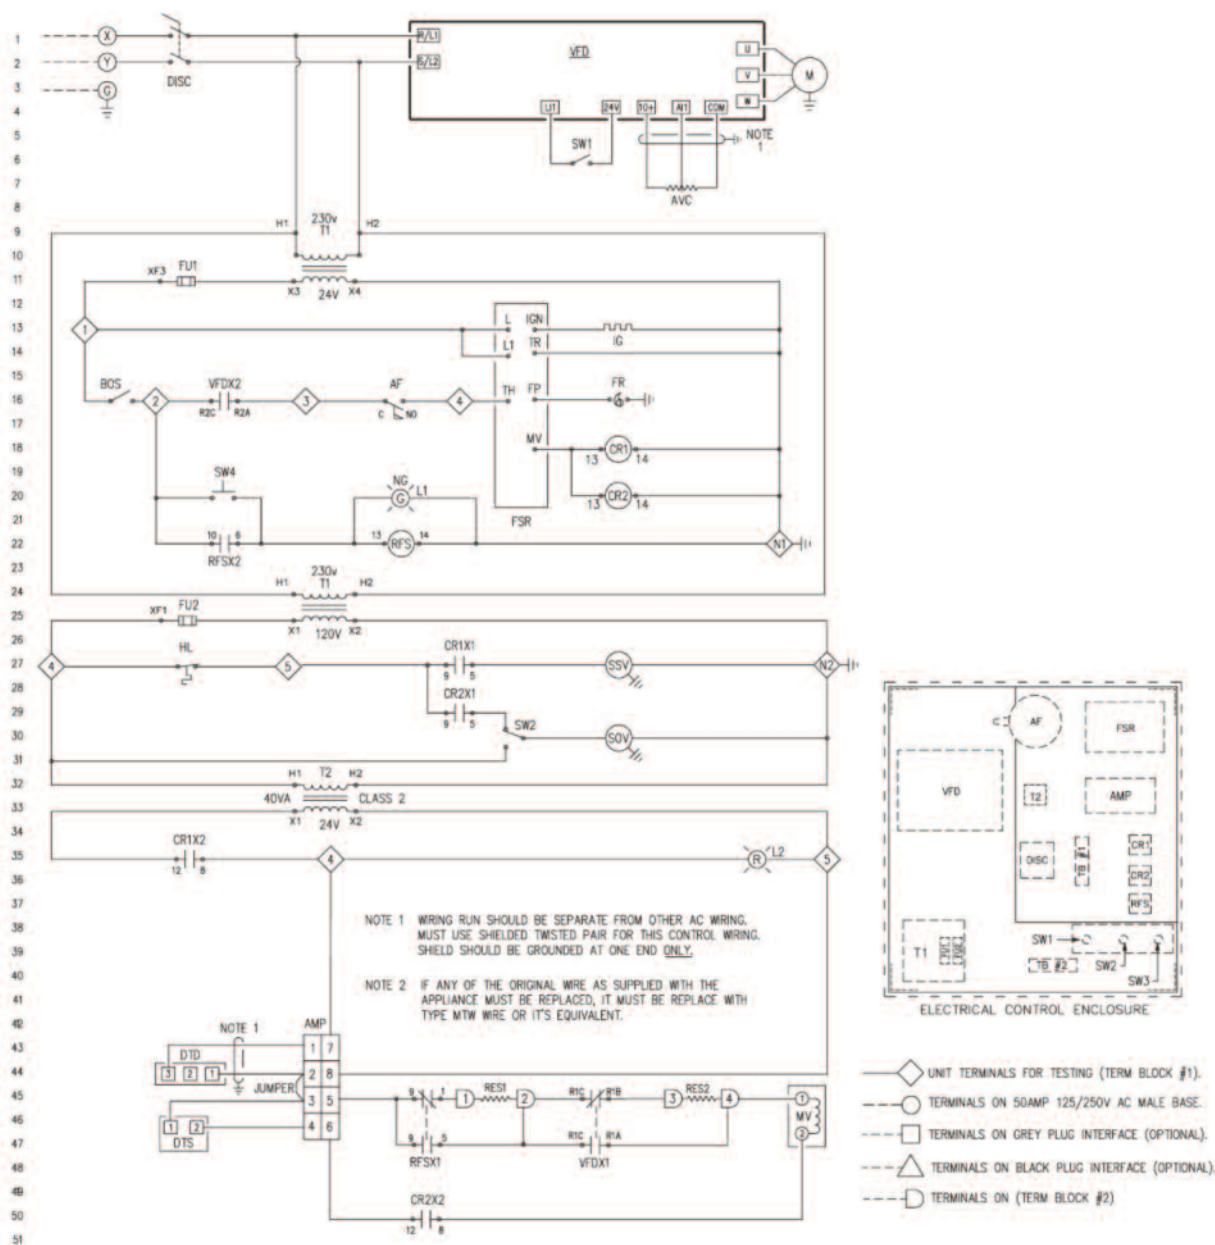 1 X R/L1 VFD U
2 Y S/L2 V M
DISC
3 G
4 LI1 24V 10+ AI1 COM W
5 NOTE 1
6 SW1
7
AVC
8
9 H1 230v H2
T1
10
11 XF3 FU1 X3 24V X4
12
13 1 L IGN IG
14 L1 TR
15
16 BOS 2 VFDX2 3 AF 4 TH FP FR
R2C R2A C NO
17
18 MV 13 CR1 14
19
20 SW4 NG G L1 13 CR2 14
21 FSR
22 10 6 13 RFS 14 N1
RFSX2
23 230v
24 H1 T1 H2
25 XF1 FU2 X1 120V X2
26
27 4 HL 5 CR1X1 SSV N2
9 5
28
29 CR2X1
9 5
30 SW2 SOV
31
32 H1 T2 H2
33 40VA CLASS 2
X1 24V X2
34
35 CR1X2 4 R L2 5
12 8
36
37
38
39
40
41
42
43
44
45
46
47
48
49
50
51
NOTE 1 WIRING RUN SHOULD BE SEPARATE FROM OTHER AC WIRING.
MUST USE SHIELDED TWISTED PAIR FOR THIS CONTROL WIRING.
SHIELD SHOULD BE GROUNDED AT ONE END ONLY.
NOTE 2 IF ANY OF THE ORIGINAL WIRE AS SUPPLIED WITH THE
APPLIANCE MUST BE REPLACED, IT MUST BE REPLACE WITH
TYPE MTW WIRE OR IT'S EQUIVALENT.
NOTE 1 AMP
DTD 1 7
3 2 1 2 8
JUMPER 3 5
1 2 4 6
DTS
9 1 1 RES1 2 R1C R1B 3 RES2 4 1
MV
2
9 5 R1C R1A
RFSX1 VFDX1
CR2X2
12 8
AF FSR
VFD T2 AMP
DISC TB #1 CR1
CR2
RFS
T1 SW1
TB #2 SW2
SW3
ELECTRICAL CONTROL ENCLOSURE
UNIT TERMINALS FOR TESTING (TERM BLOCK #1).
TERMINALS ON 50AMP 125/250V AC MALE BASE.
TERMINALS ON GREY PLUG INTERFACE (OPTIONAL).
TERMINALS ON BLACK PLUG INTERFACE (OPTIONAL).
TERMINALS ON (TERM BLOCK #2)